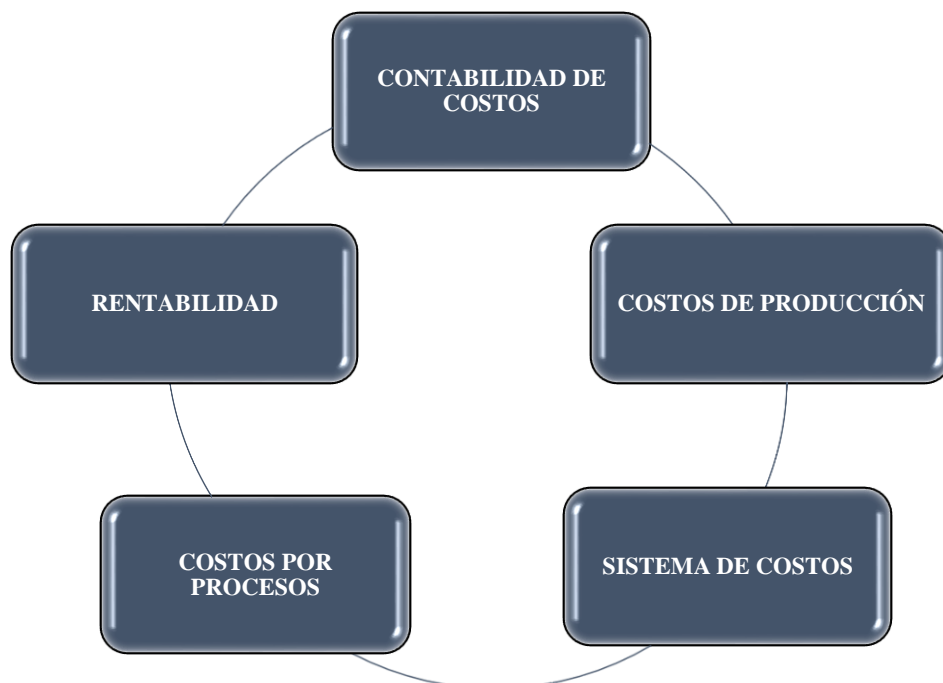 CONTABILIDAD DE
COSTOS
RENTABILIDAD
COSTOS DE PRODUCCIÓN
COSTOS POR
PROCESOS
SISTEMA DE COSTOS